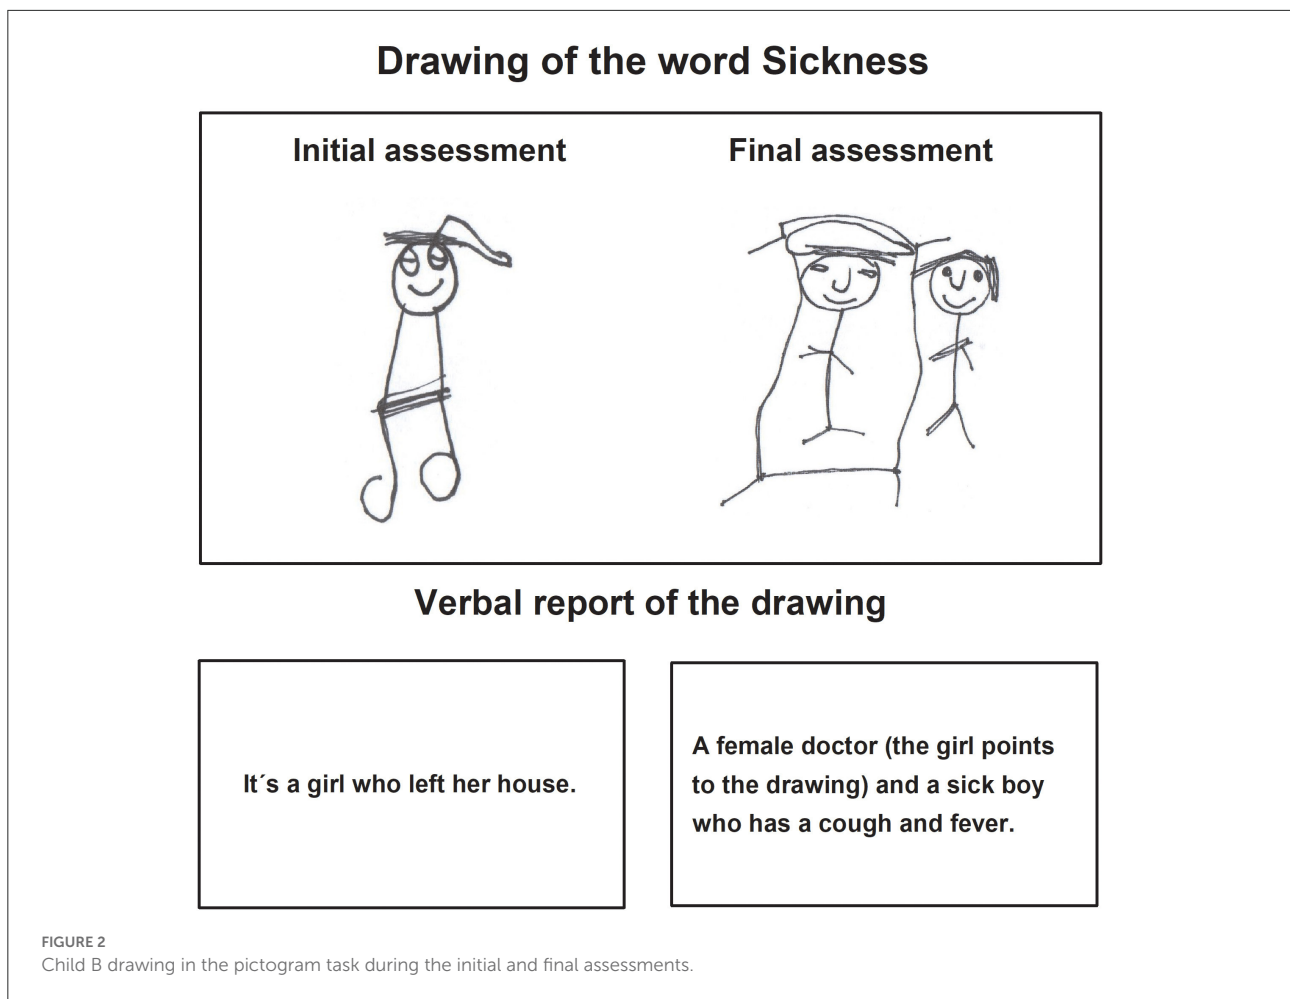 Drawing of the word Sickness
Initial assessment
Final assessment
Verbal report of the drawing
It´s a girl who left her house.
A female doctor (the girl points
to the drawing) and a sick boy
who has a cough and fever.
FIGURE 2
Child B drawing in the pictogram task during the initial and final assessments.